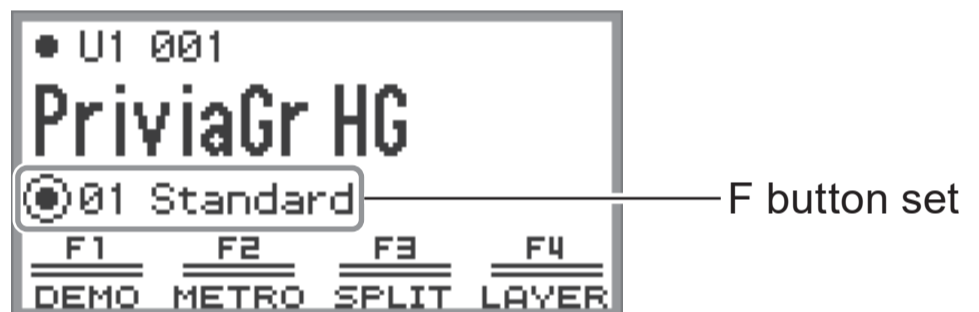 U1 001
PriviaGr HG
01 Standard
F button set
F1 F2 F3 F4
DEMO METRO SPLIT LAYER